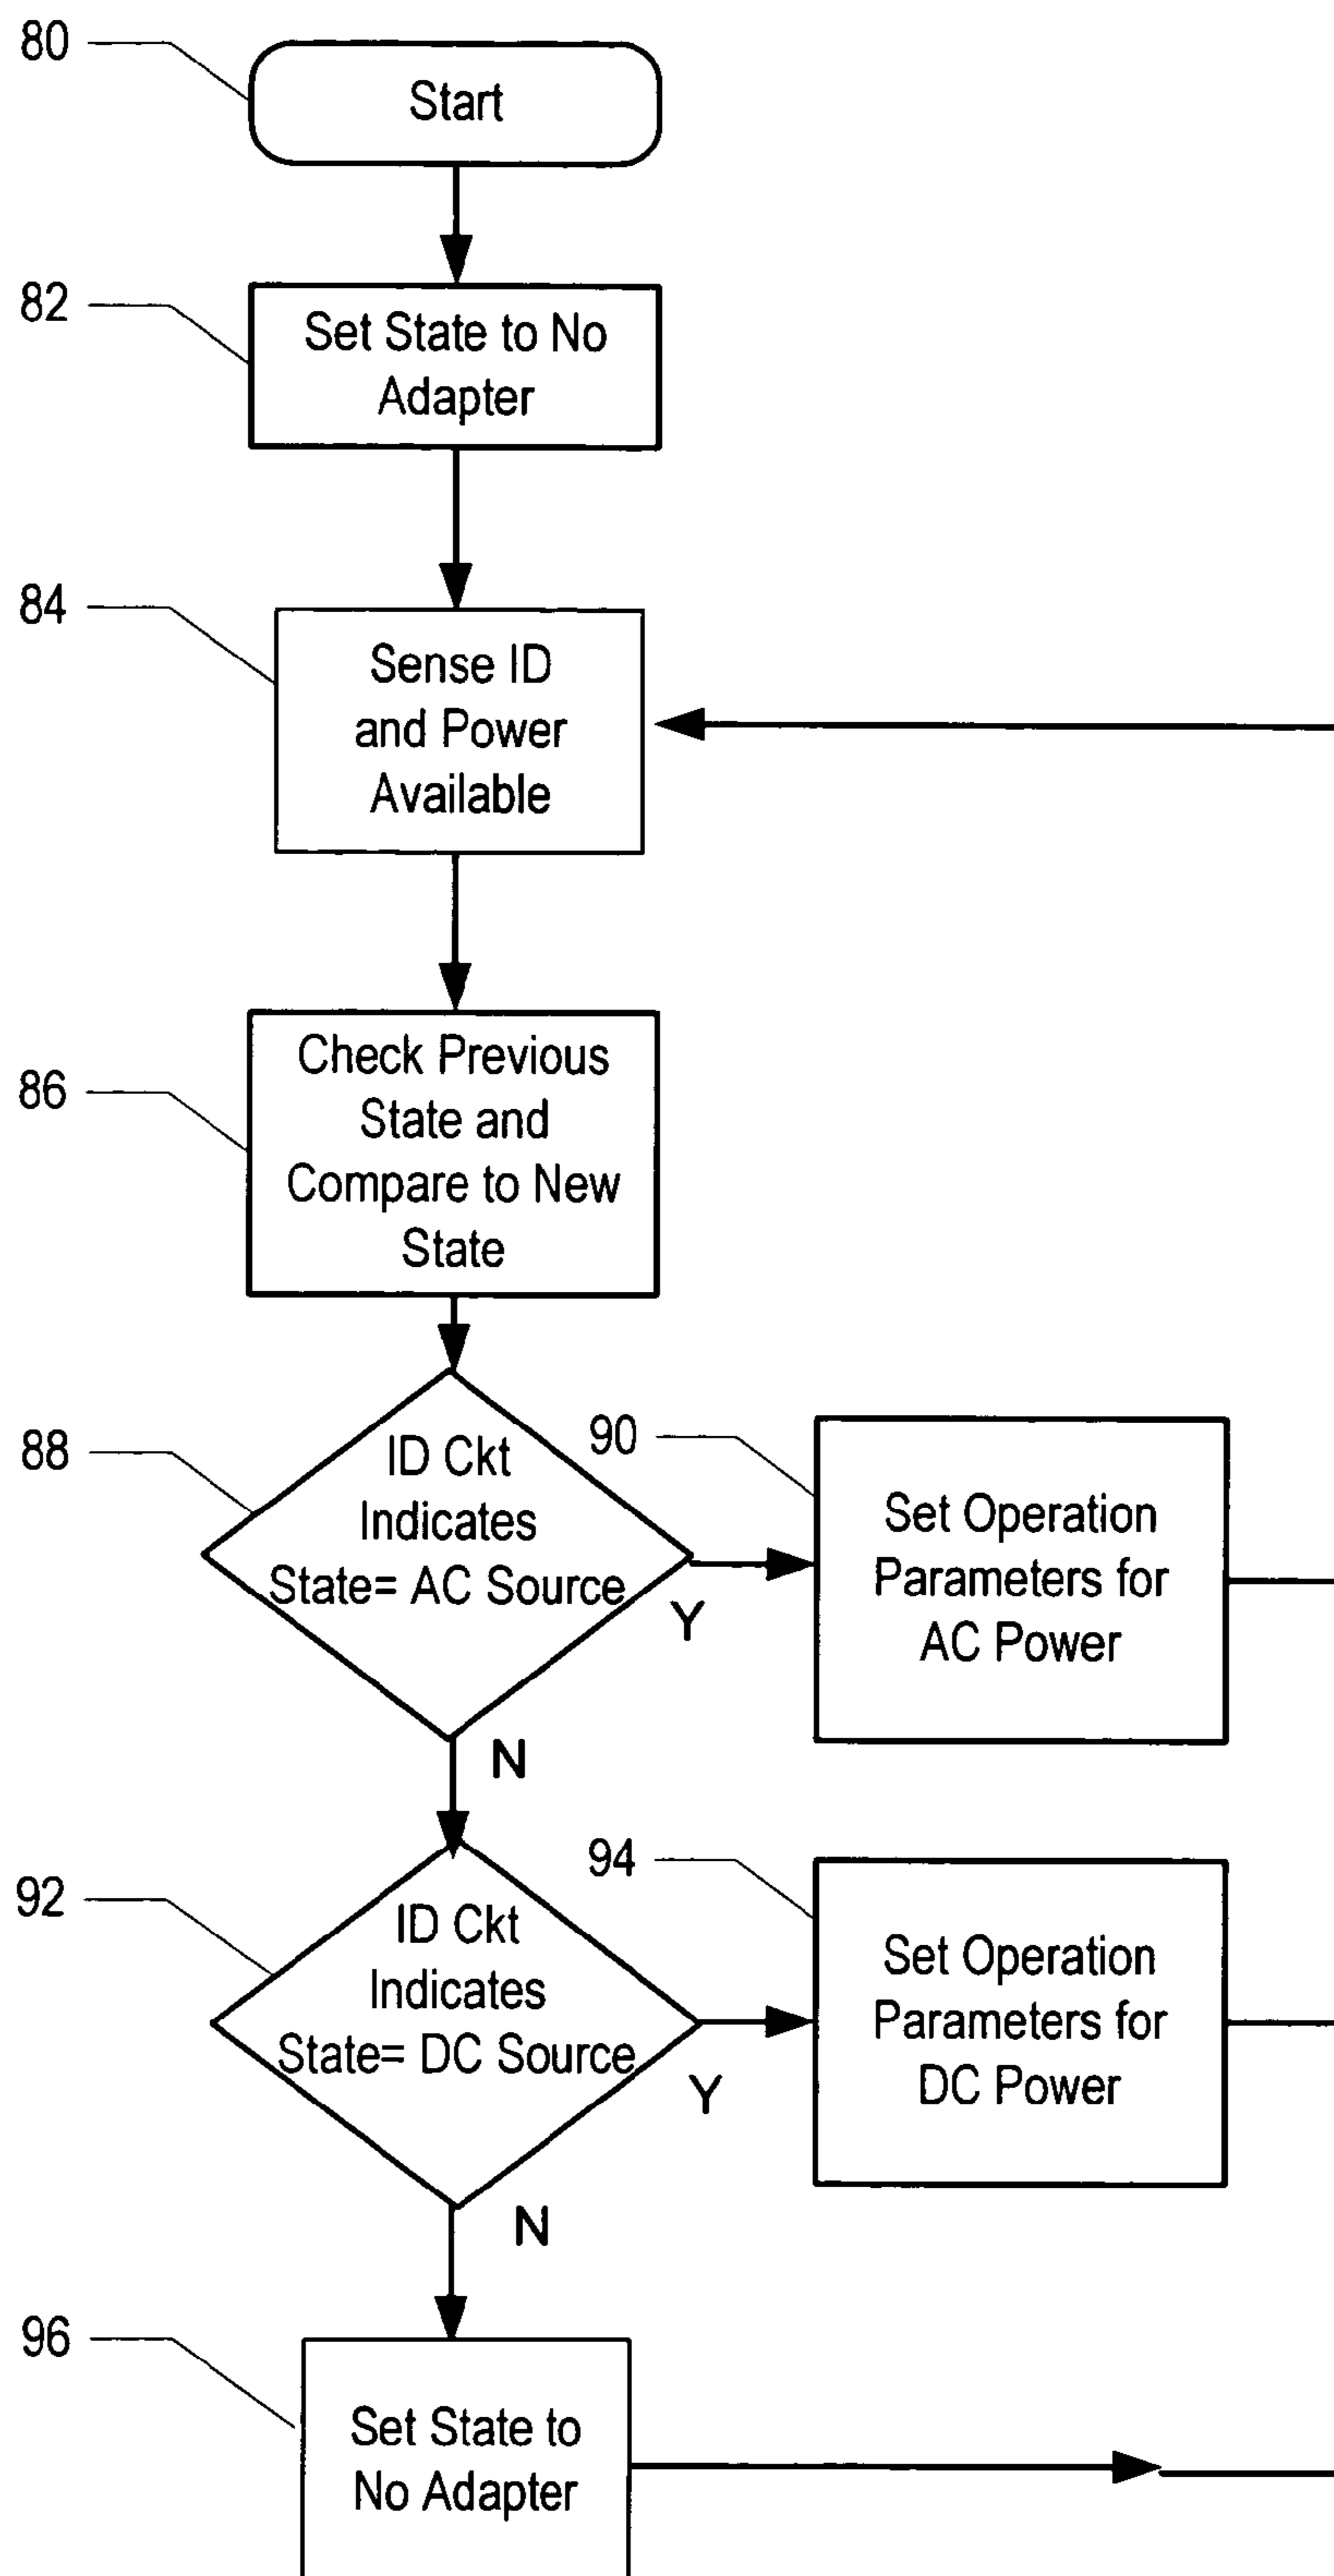 80
Start
82
Set State to No
Adapter
84
Sense ID
and Power
Available
86
Check Previous
State and
Compare to New
State
88
ID Ckt
Indicates
State= AC Source
Y
90
Set Operation
Parameters for
AC Power
N
92
ID Ckt
Indicates
State= DC Source
Y
94
Set Operation
Parameters for
DC Power
N
96
Set State to
No Adapter